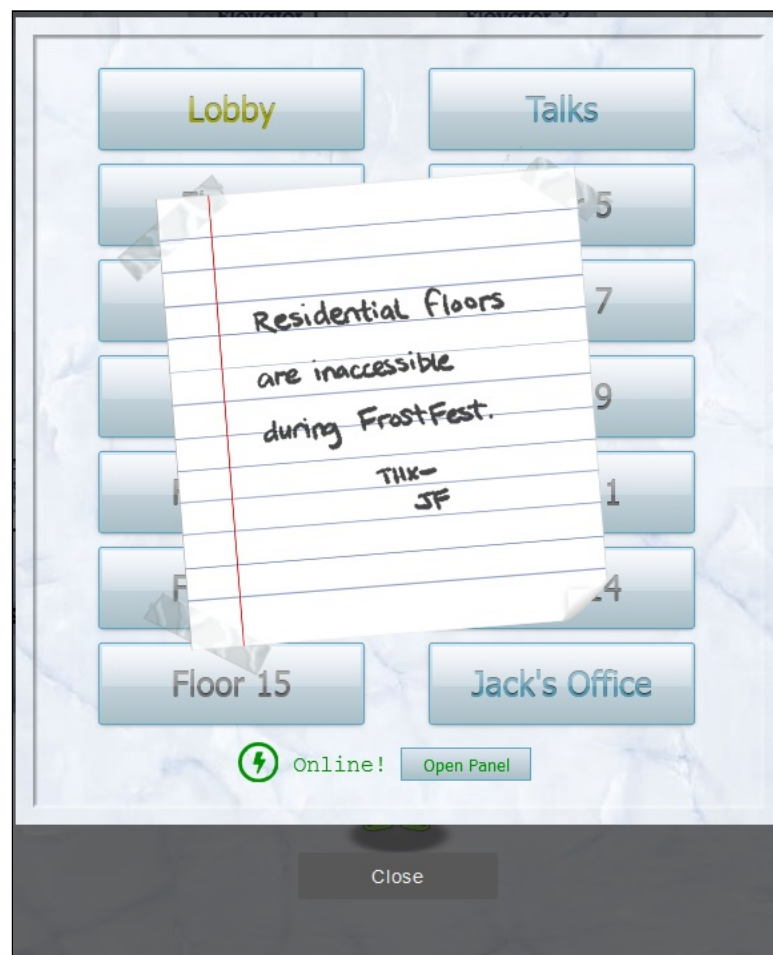 Lobby
Talks
5
7
9
1
F
14
Residential floors
are inaccessible
during FrostFest.
THX-
JF
Floor 15
Jack's Office
Online!
Open Panel
Close